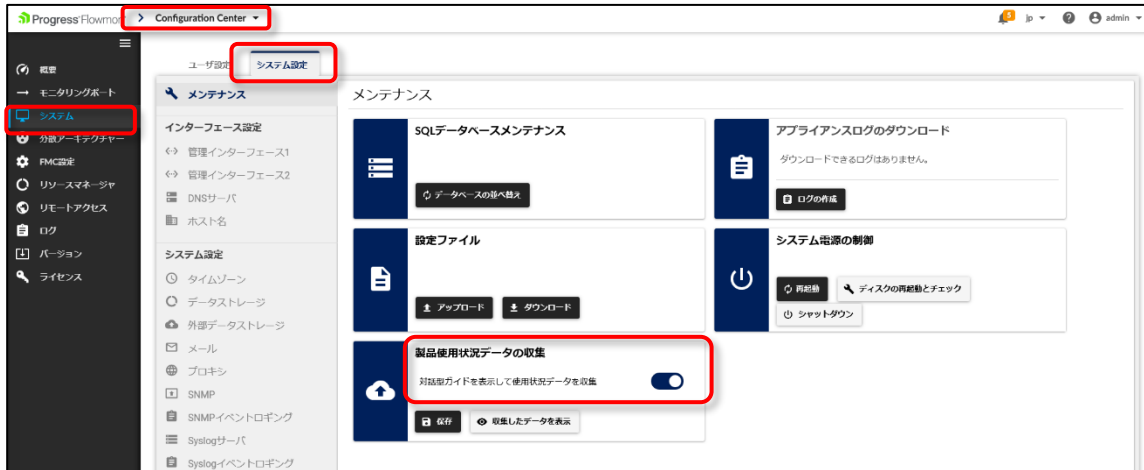 Progress Flowmon
Configuration Center
5
jp
admin
概要
モニタリングポート
システム
分散アーキテクチャー
FMC設定
リソースマネージャ
リモートアクセス
ログ
バージョン
ライセンス
ユーザ設定
システム設定
メンテナンス
インターフェース設定
管理インターフェース1
管理インターフェース2
DNSサーバ
ホスト名
システム設定
タイムゾーン
データストレージ
外部データストレージ
メール
プロキシ
SNMP
SNMPイベントロギング
Syslogサーバ
Syslogイベントロギング
メンテナンス
SQLデータベースメンテナンス
データベースの並べ替え
アプライアンスログのダウンロード
ダウンロードできるログはありません。
ログの作成
設定ファイル
アップロード
ダウンロード
システム電源の制御
再起動
ディスクの再起動とチェック
シャットダウン
製品使用状況データの収集
対話型ガイドを表示して使用状況データを収集
保存
収集したデータを表示